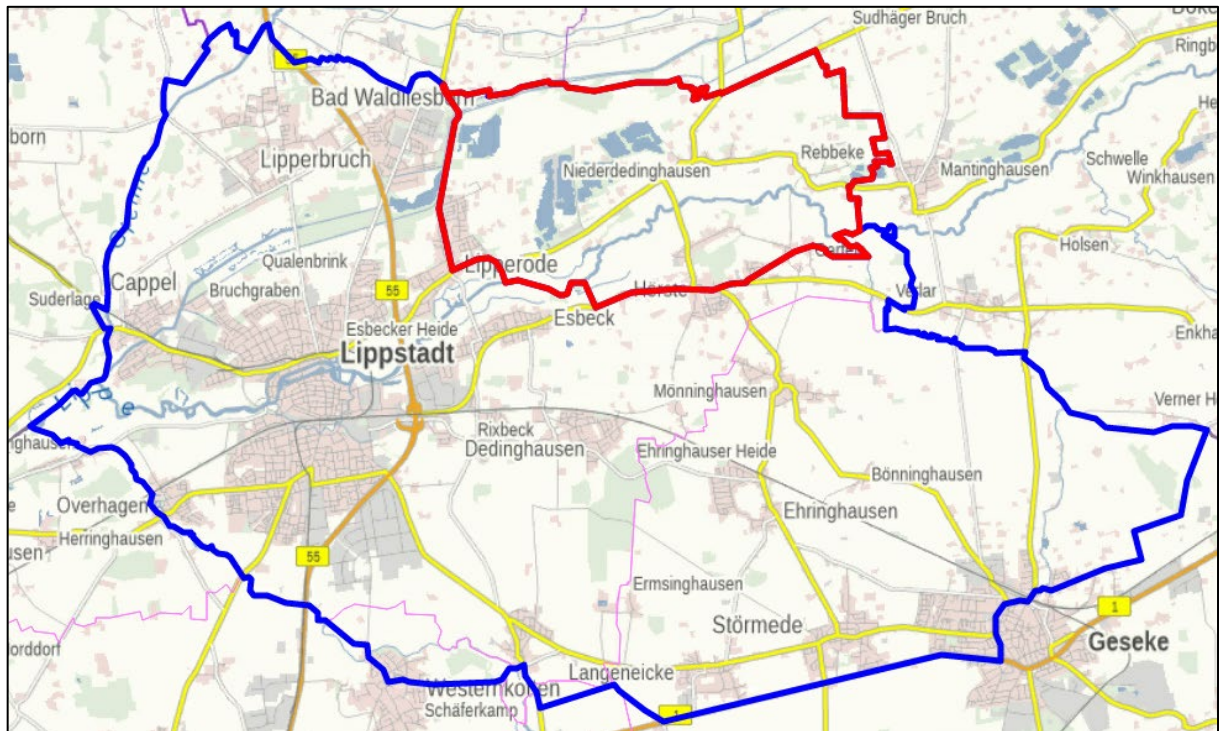 Sudhäger Bruch
Bad Waldliesborn
born
Lipperbruch
Rebbeke
Schwelle
Niederdedinghausen
Mantinghausen
Winkhausen
Holsen
Qualenbrink
Lipperode
Cappel
Suderlage
Bruchgraben
55
Hörste
Verlar
Esbeck
Esbecker Heide
Lippstadt
Mönninghausen
Lippe
Rixbeck
Dedinghausen
Ehringhauser Heide
Bönninghausen
Overhagen
Ehringhausen
Herringhausen
55
Ermsinghausen
1
Störmede
Geseke
Langeneicke
Westernkotten
Schäferkamp
1